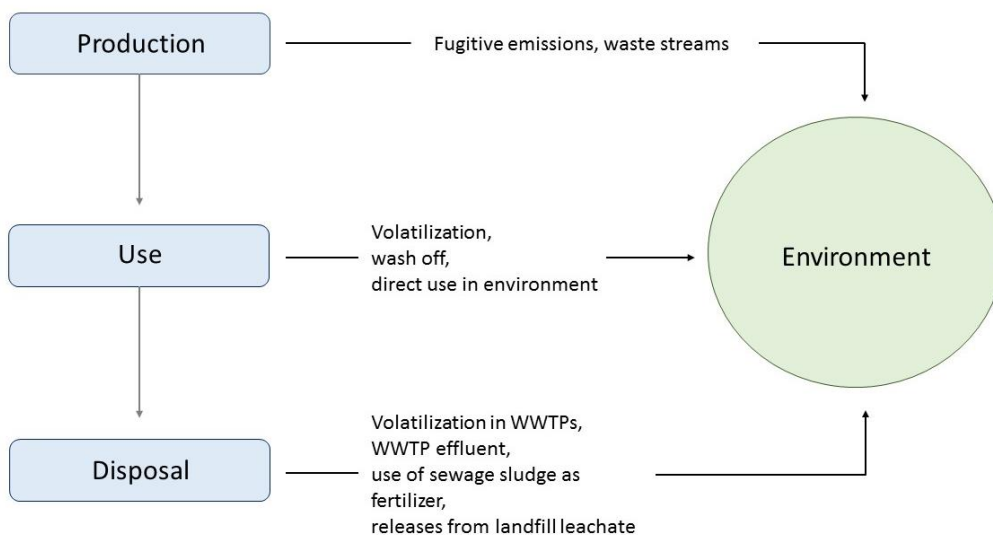 Production
Fugitive emissions, waste streams
Use
Volatilization,
wash off,
direct use in environment
Environment
Disposal
Volatilization in WWTPs,
WWTP effluent,
use of sewage sludge as
fertilizer,
releases from landfill leachate